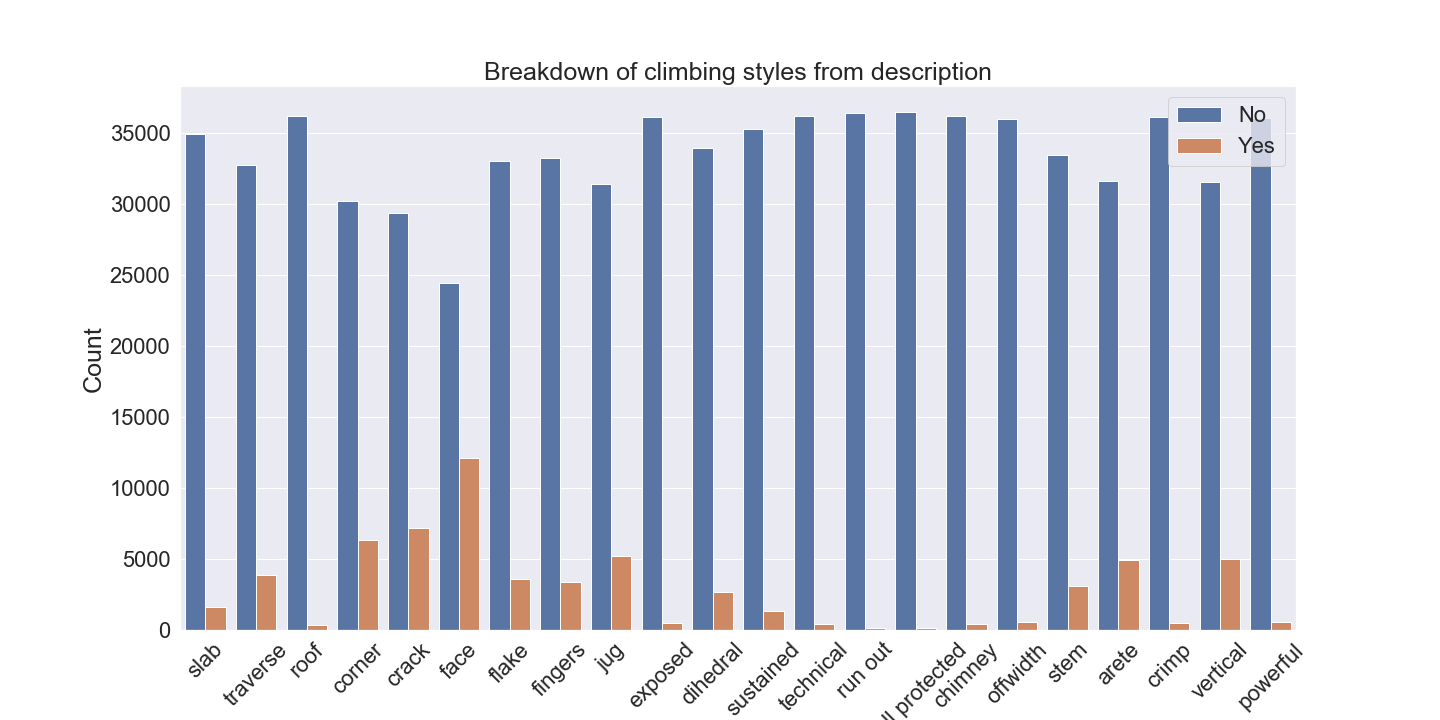 Breakdown of climbing styles from description
No
Yes
Count
35000
30000
25000
20000
15000
10000
5000
0
slab
traverse
roof
corner
crack
face
flake
fingers
jug
exposed
dihedral
sustained
technical
run out
ll protected
chimney
offwidth
stem
arete
crimp
vertical
powerful